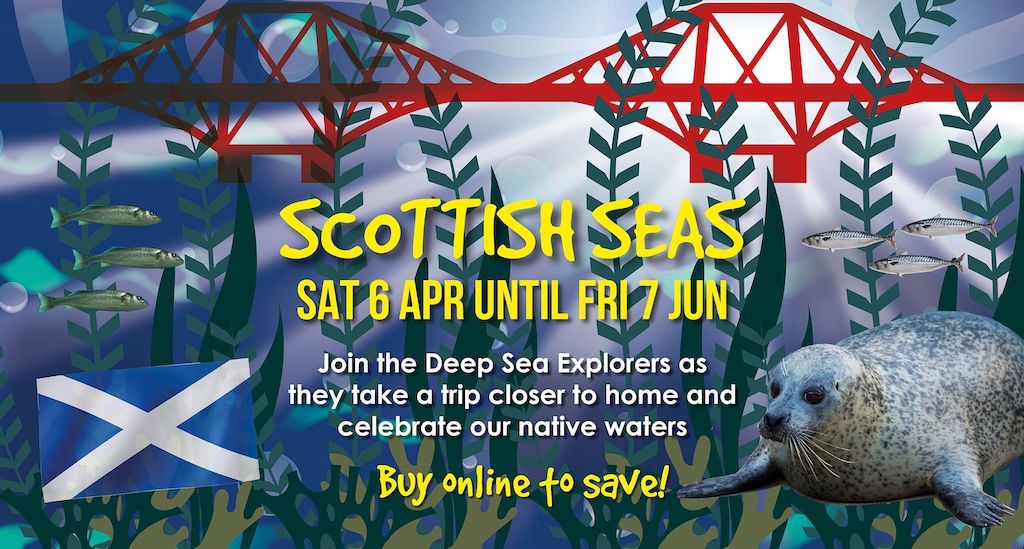 SCOTTISH SEAS
SAT 6 APR UNTIL FRI 7 JUN
Join the Deep Sea Explorers as
they take a trip closer to home and
celebrate our native waters
Buy online to save!